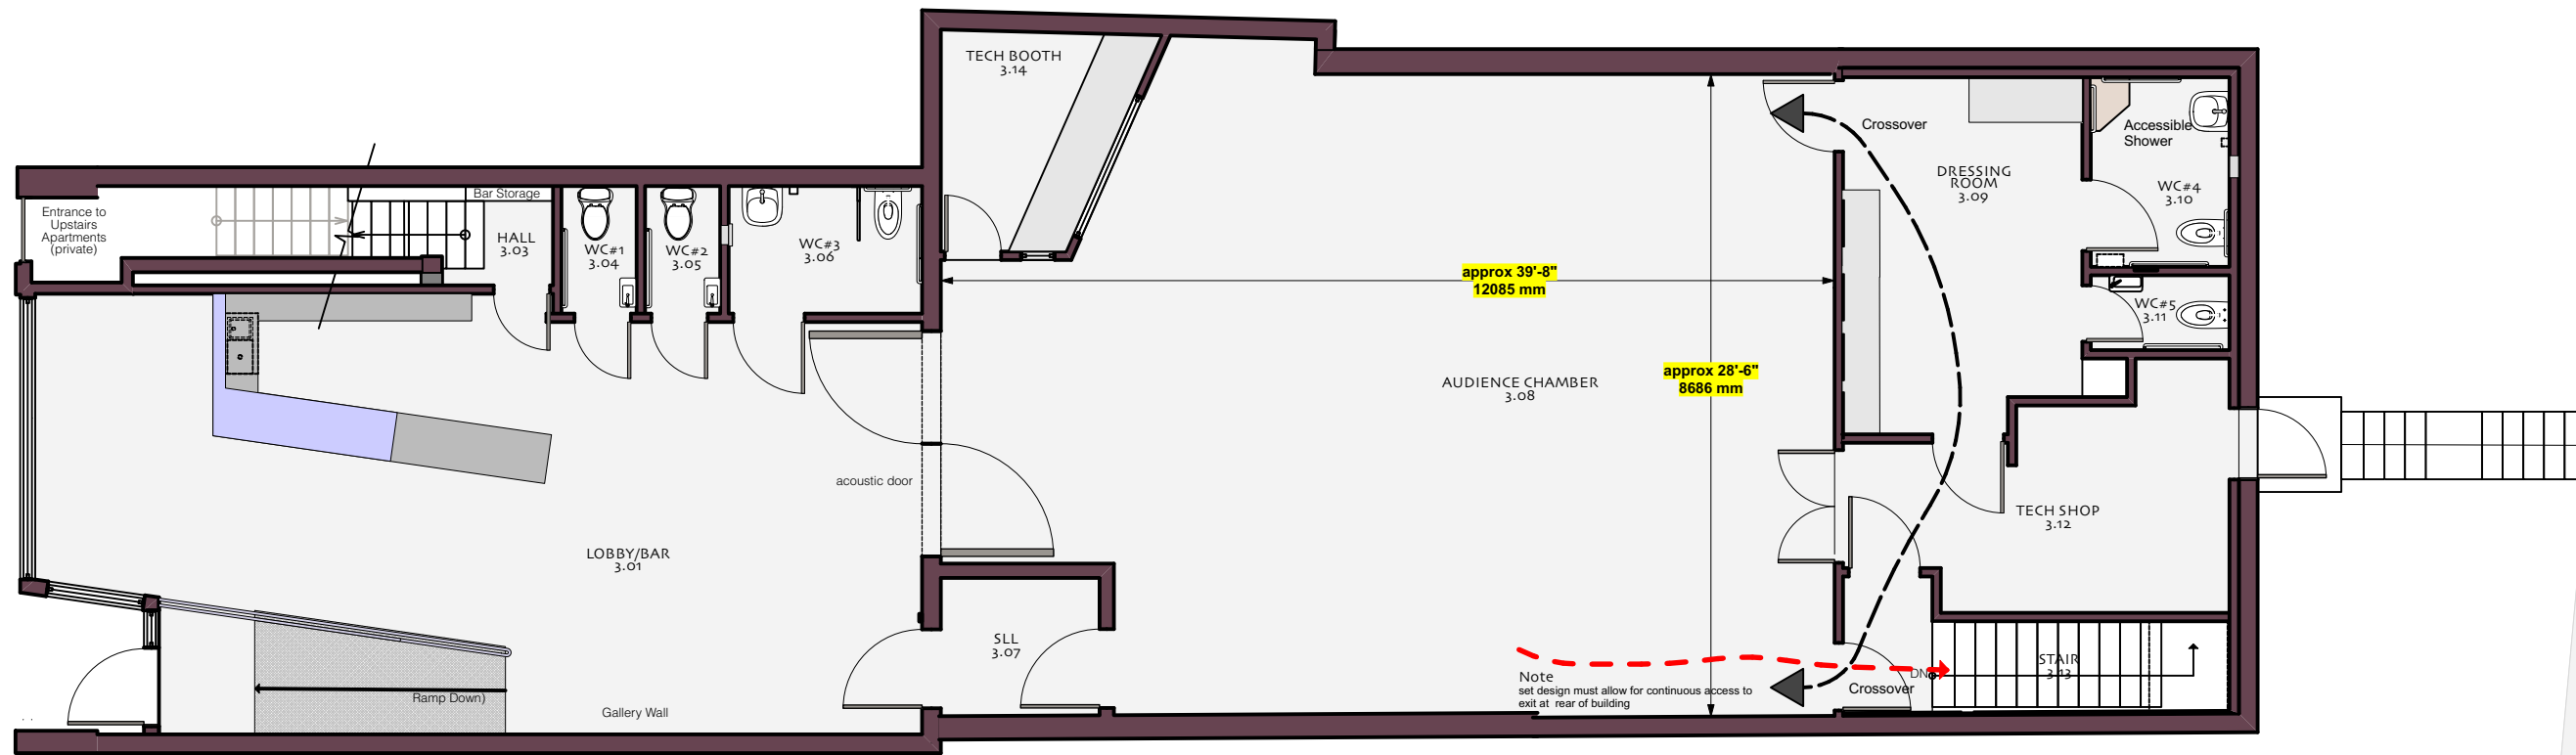 TECH BOOTH
3.14
Crossover
Accessible
Shower
DRESSING
ROOM
3.09
WC#4
3.10
Bar Storage
Entrance to
Upstairs
Apartments
(private)
HALL
3.03
WC#1
3.04
WC#2
3.05
WC#3
3.06
approx 39'-8"
12085 mm
WC#5
3.11
approx 28'-6"
8686 mm
AUDIENCE CHAMBER
3.08
acoustic door
TECH SHOP
3.12
LOBBY/BAR
3.01
SLL
3.07
STAIR
3.13
DN
Note
set design must allow for continuous access to
exit at rear of building
Crossover
Ramp Down)
Gallery Wall